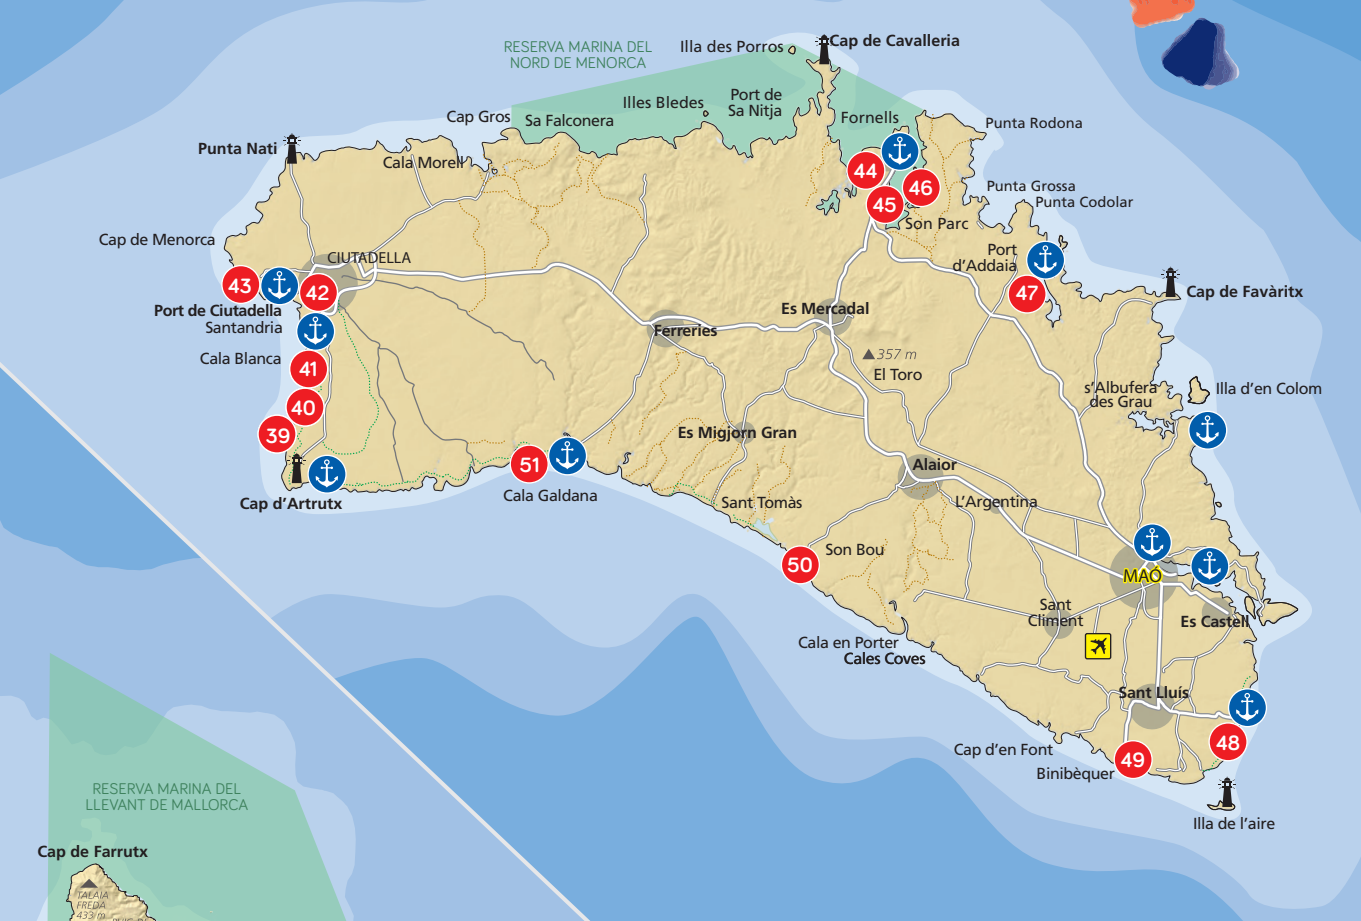 RESERVA MARINA DEL
NORD DE MENORCA
Illa des Porros
Cap de Cavalleria
Illes Bledes
Port de
Sa Nitja
Cap Gros
Sa Falconera
Fornells
Punta Rodona
Punta Nati
Cala Morell
44
46
45
Punta Grossa
Punta Codolar
Son Parc
Cap de Menorca
CIUTADELLA
Port
d'Addaia
43
42
47
Cap de Favàritx
Port de Ciutadella
Santandria
Es Mercadal
Ferreries
Cala Blanca
41
357 m
El Toro
s'Albufera
des Grau
Illa d'en Colom
40
39
Es Migjorn Gran
51
Alaior
Cap d'Artrutx
Cala Galdana
Sant Tomàs
L'Argentina
Son Bou
50
MAÓ
Sant
Climent
Es Castell
Cala en Porter
Cales Coves
Sant Lluís
48
Cap d'en Font
49
Binibèquer
Illa de l'aire
RESERVA MARINA DEL
LLEVANT DE MALLORCA
Cap de Farrutx
TALAIA
FREDA
433 m